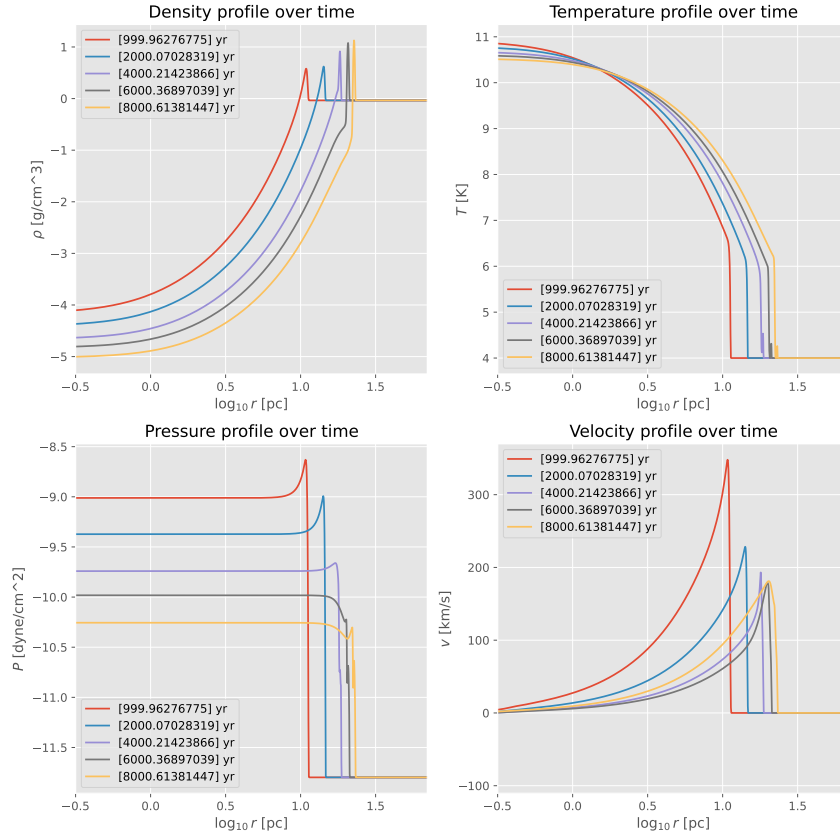 Density profile over time
1
0
−1
−2
−3
−4
−5
ρ [g/cm^3]
[999.96276775] yr
[2000.07028319] yr
[4000.21423866] yr
[6000.36897039] yr
[8000.61381447] yr
−0.5 0.0 0.5 1.0 1.5
log10 r [pc]
Temperature profile over time
11
10
9
8
7
6
5
4
T [K]
[999.96276775] yr
[2000.07028319] yr
[4000.21423866] yr
[6000.36897039] yr
[8000.61381447] yr
−0.5 0.0 0.5 1.0 1.5
log10 r [pc]
Pressure profile over time
−8.5
−9.0
−9.5
−10.0
−10.5
−11.0
−11.5
P [dyne/cm^2]
[999.96276775] yr
[2000.07028319] yr
[4000.21423866] yr
[6000.36897039] yr
[8000.61381447] yr
−0.5 0.0 0.5 1.0 1.5
log10 r [pc]
Velocity profile over time
300
200
100
0
−100
v [km/s]
[999.96276775] yr
[2000.07028319] yr
[4000.21423866] yr
[6000.36897039] yr
[8000.61381447] yr
−0.5 0.0 0.5 1.0 1.5
log10 r [pc]